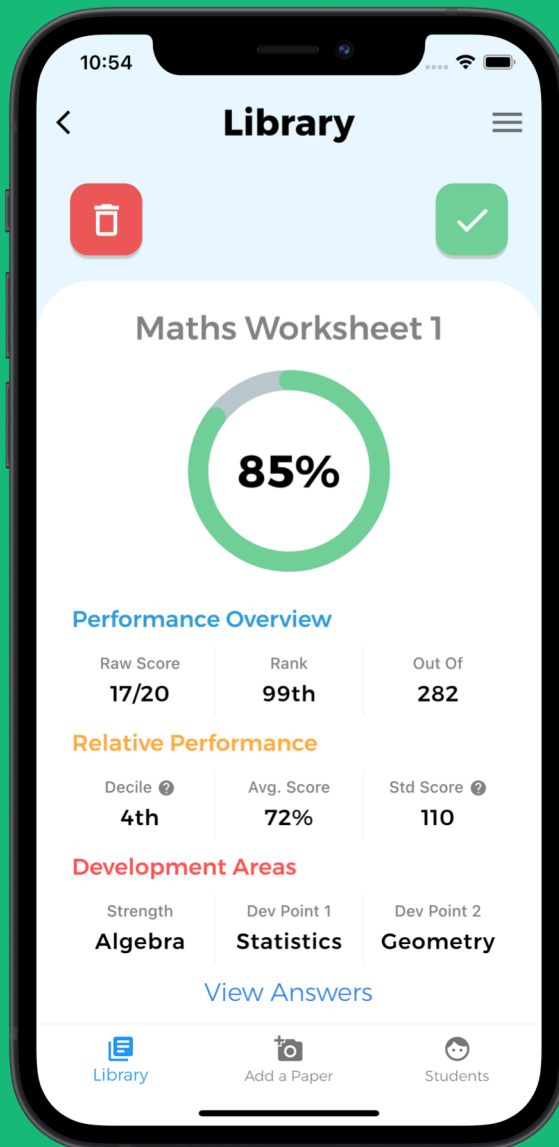 10:54
Library
Maths Worksheet 1
85%
Performance Overview
Raw Score Rank Out Of
17/20 99th 282
Relative Performance
Decile ? Avg. Score Std Score ?
4th 72% 110
Development Areas
Strength Dev Point 1 Dev Point 2
Algebra Statistics Geometry
View Answers
Library Add a Paper Students